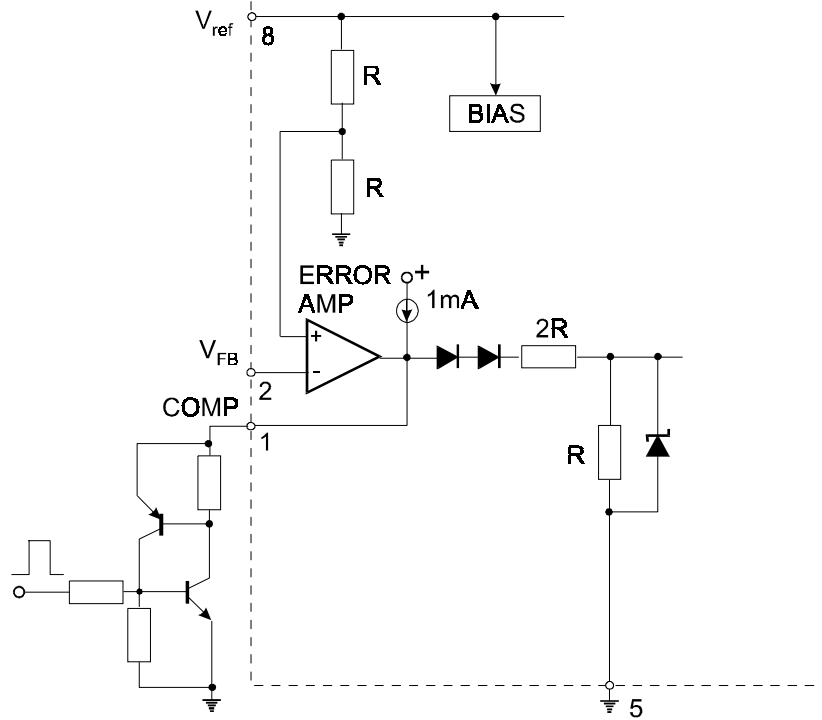 Vref
8
R
BIAS
R
ERROR
AMP
+
1mA
+
-
2R
VFB
2
COMP
1
R
5